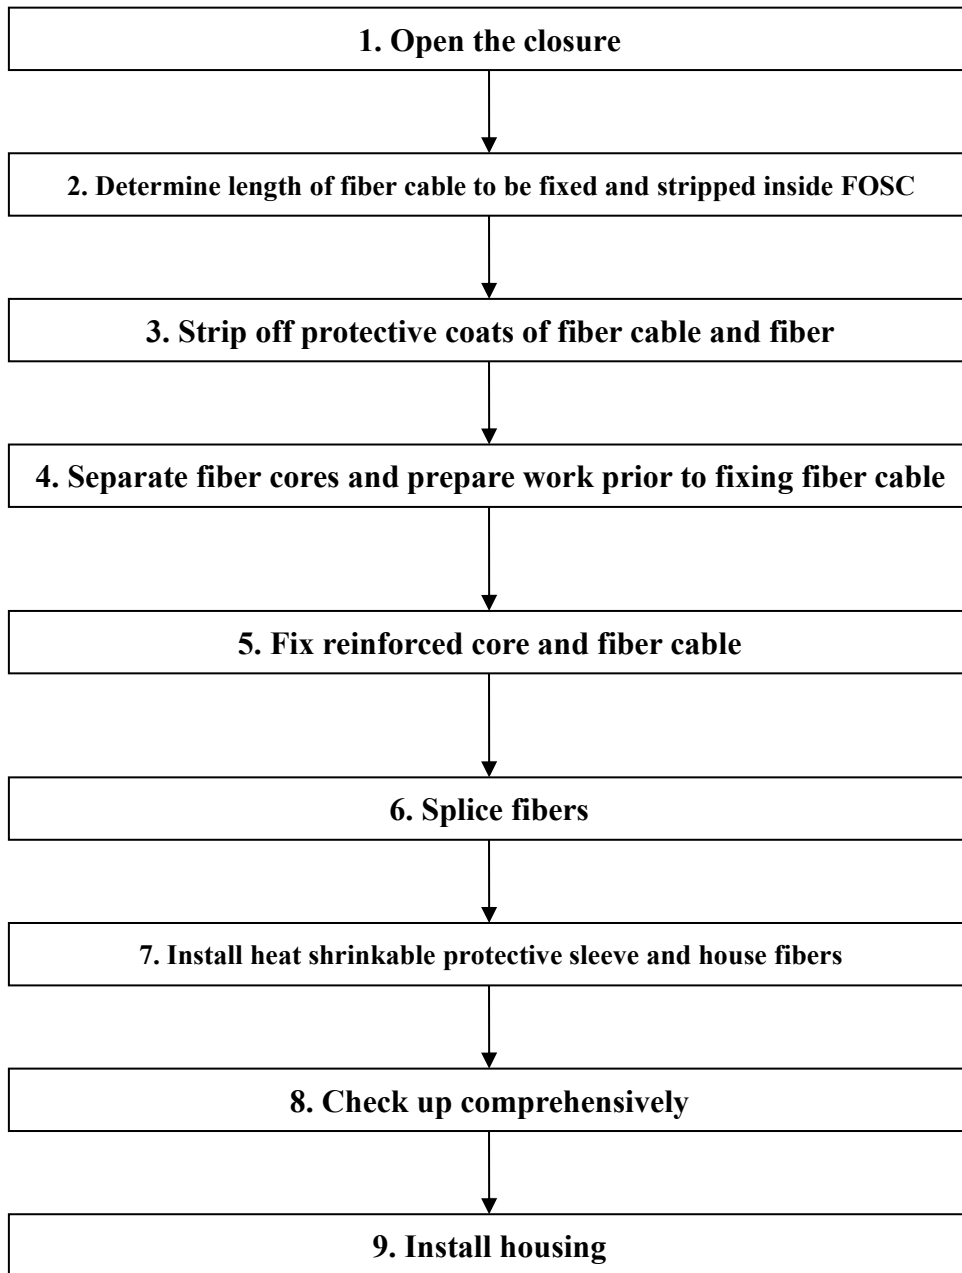 1. Open the closure
2. Determine length of fiber cable to be fixed and stripped inside FOSC
3. Strip off protective coats of fiber cable and fiber
4. Separate fiber cores and prepare work prior to fixing fiber cable
5. Fix reinforced core and fiber cable
6. Splice fibers
7. Install heat shrinkable protective sleeve and house fibers
8. Check up comprehensively
9. Install housing